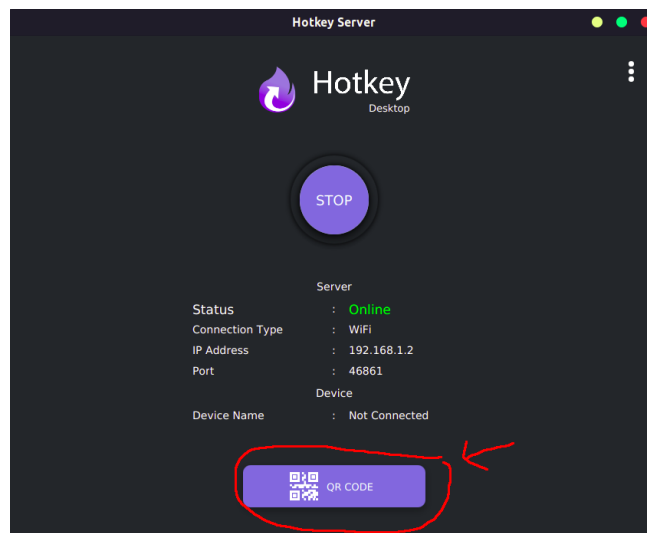 Hotkey Server
Hotkey
Desktop
STOP
Server
Status : Online
Connection Type : WiFi
IP Address : 192.168.1.2
Port : 46861
Device
Device Name : Not Connected
QR CODE